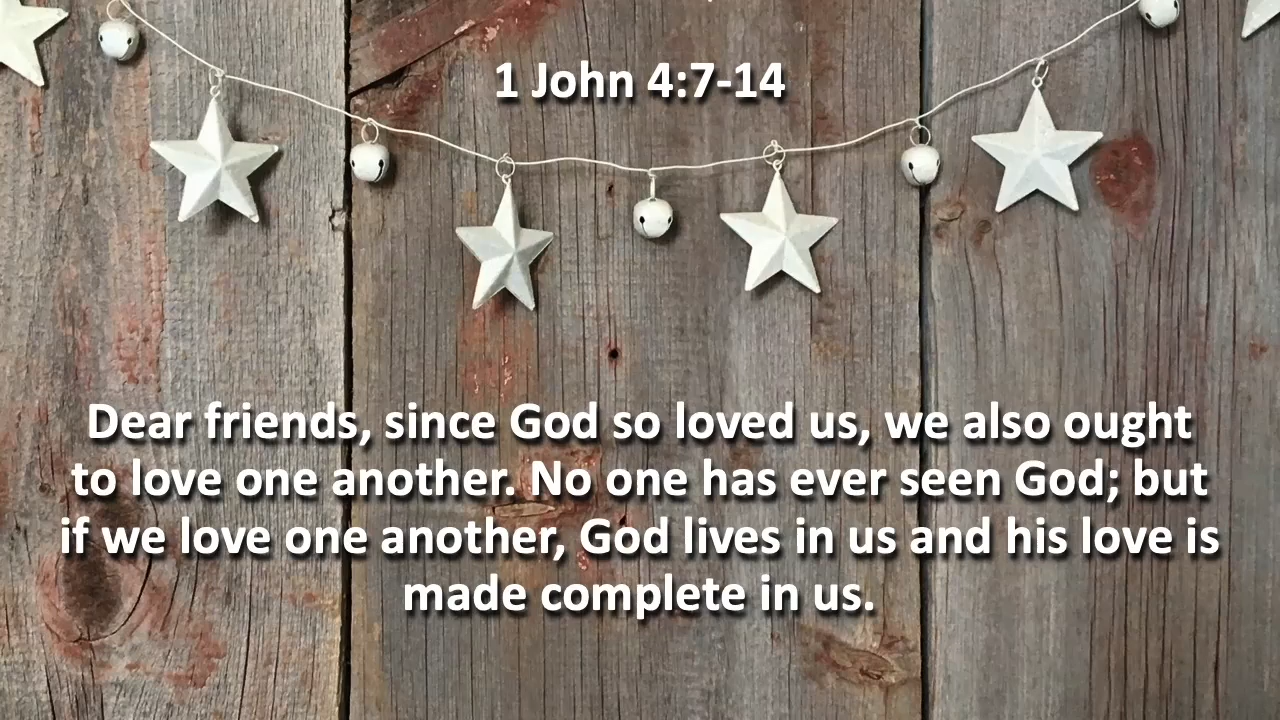 1 John 4:7-14
Dear friends, since God so loved us, we also ought
to love one another. No one has ever seen God; but
if we love one another, God lives in us and his love is
made complete in us.